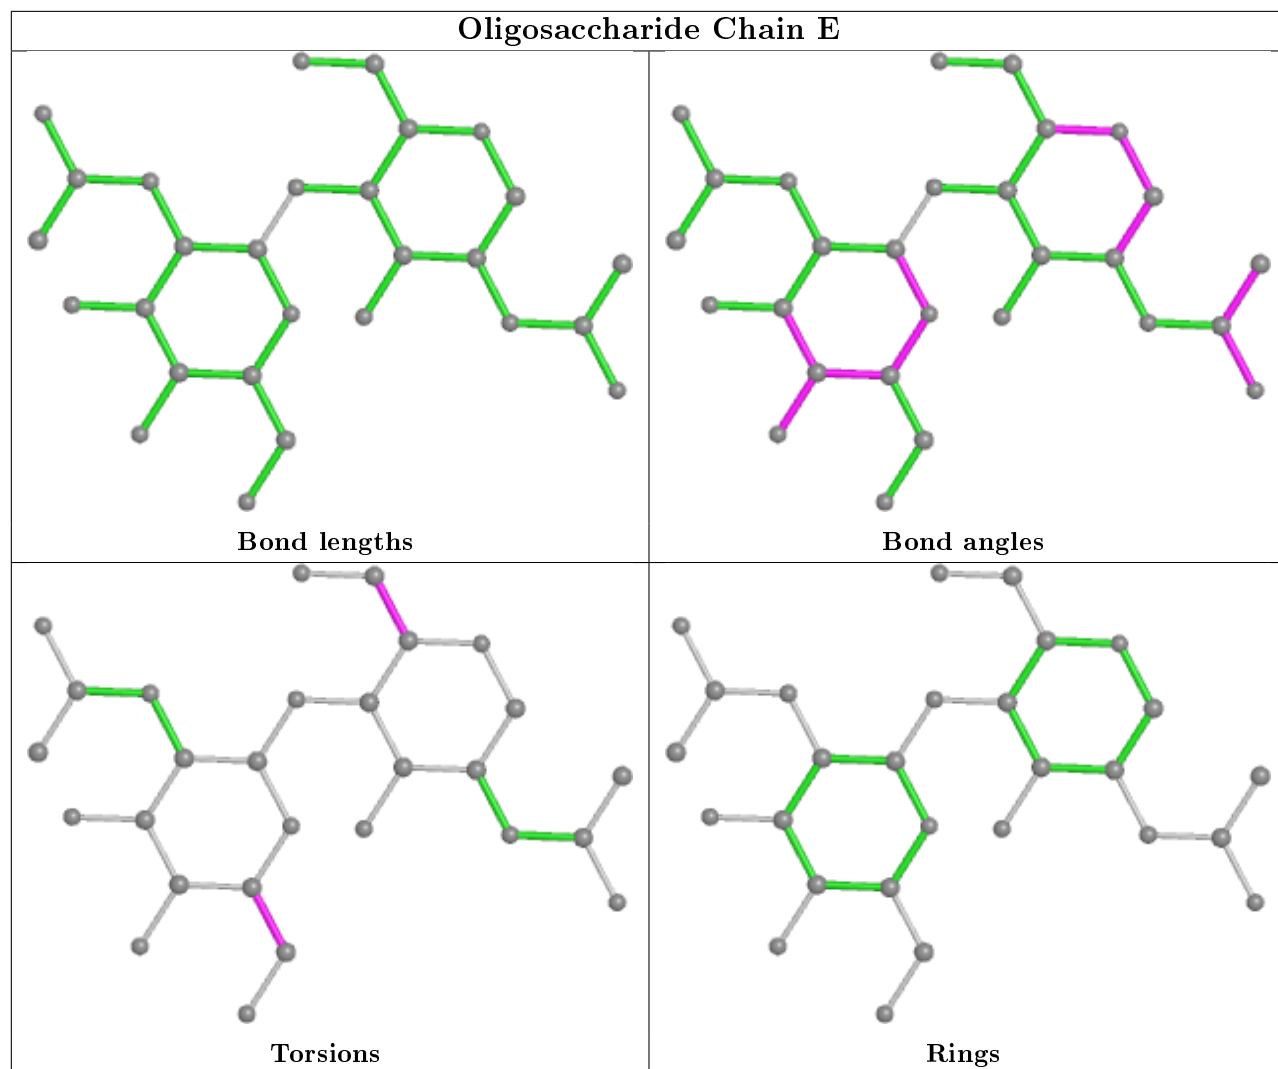 Oligosaccharide Chain E
Bond lengths
Bond angles
Torsions
Rings